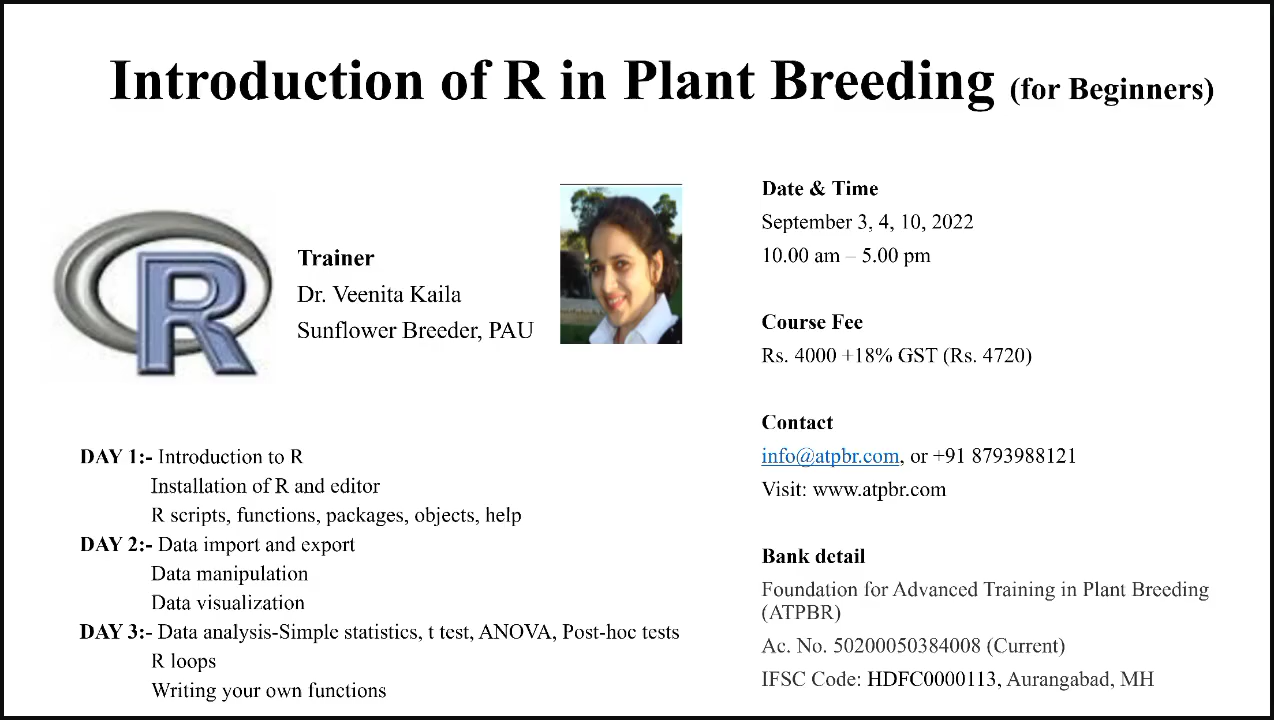 Introduction of R in Plant Breeding (for Beginners)
R
Trainer
Dr. Veenita Kaila
Sunflower Breeder, PAU
DAY 1:- Introduction to R
Installation of R and editor
R scripts, functions, packages, objects, help
DAY 2:- Data import and export
Data manipulation
Data visualization
DAY 3:- Data analysis-Simple statistics, t test, ANOVA, Post-hoc tests
R loops
Writing your own functions
Date & Time
September 3, 4, 10, 2022
10.00 am – 5.00 pm
Course Fee
Rs. 4000 +18% GST (Rs. 4720)
Contact
info@atpbr.com, or +91 8793988121
Visit: www.atpbr.com
Bank detail
Foundation for Advanced Training in Plant Breeding
(ATPBR)
Ac. No. 50200050384008 (Current)
IFSC Code: HDFC0000113, Aurangabad, MH